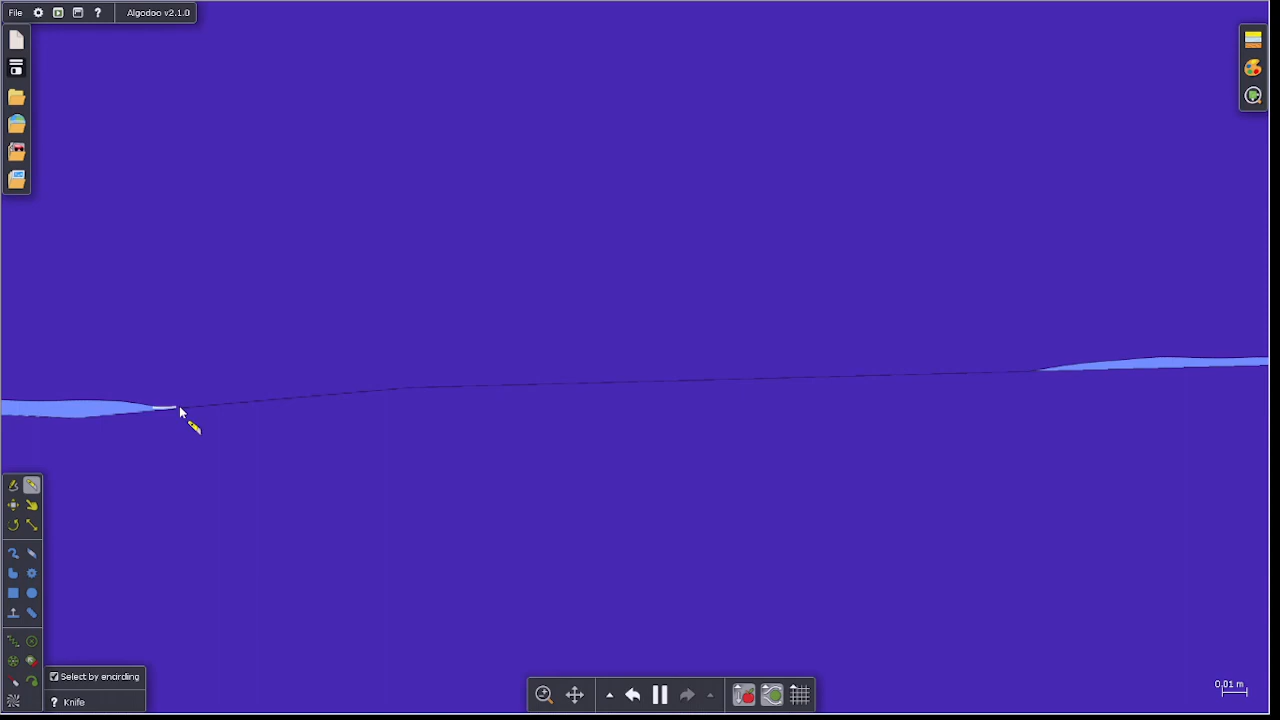 File ? Algodoo v2.1.0
Select by encircling
? Knife
0.01 m